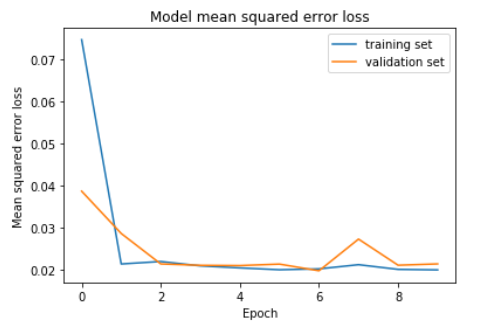 Model mean squared error loss
training set
validation set
Mean squared error loss
0.07
0.06
0.05
0.04
0.03
0.02
0 2 4 6 8
Epoch